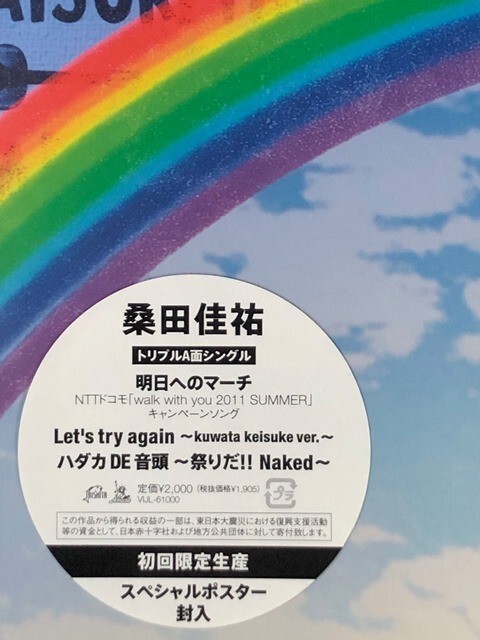 桑田佳祐
トリプルA面シングル
明日へのマーチ
NTTドコモ「walk with you 2011 SUMMER」
キャンペーンソング
Let's try again ～kuwata keisuke ver.～
ハダカDE音頭 ～祭りだ!! Naked～
定価¥2,000 (税抜価格¥1,905)
VIJL-61000
プラ
この作品から得られる収益の一部は、東日本大震災における復興支援活動
等の資金として、日本赤十字社および地方公共団体に対して寄付致します。
初回限定生産
スペシャルポスター
封入